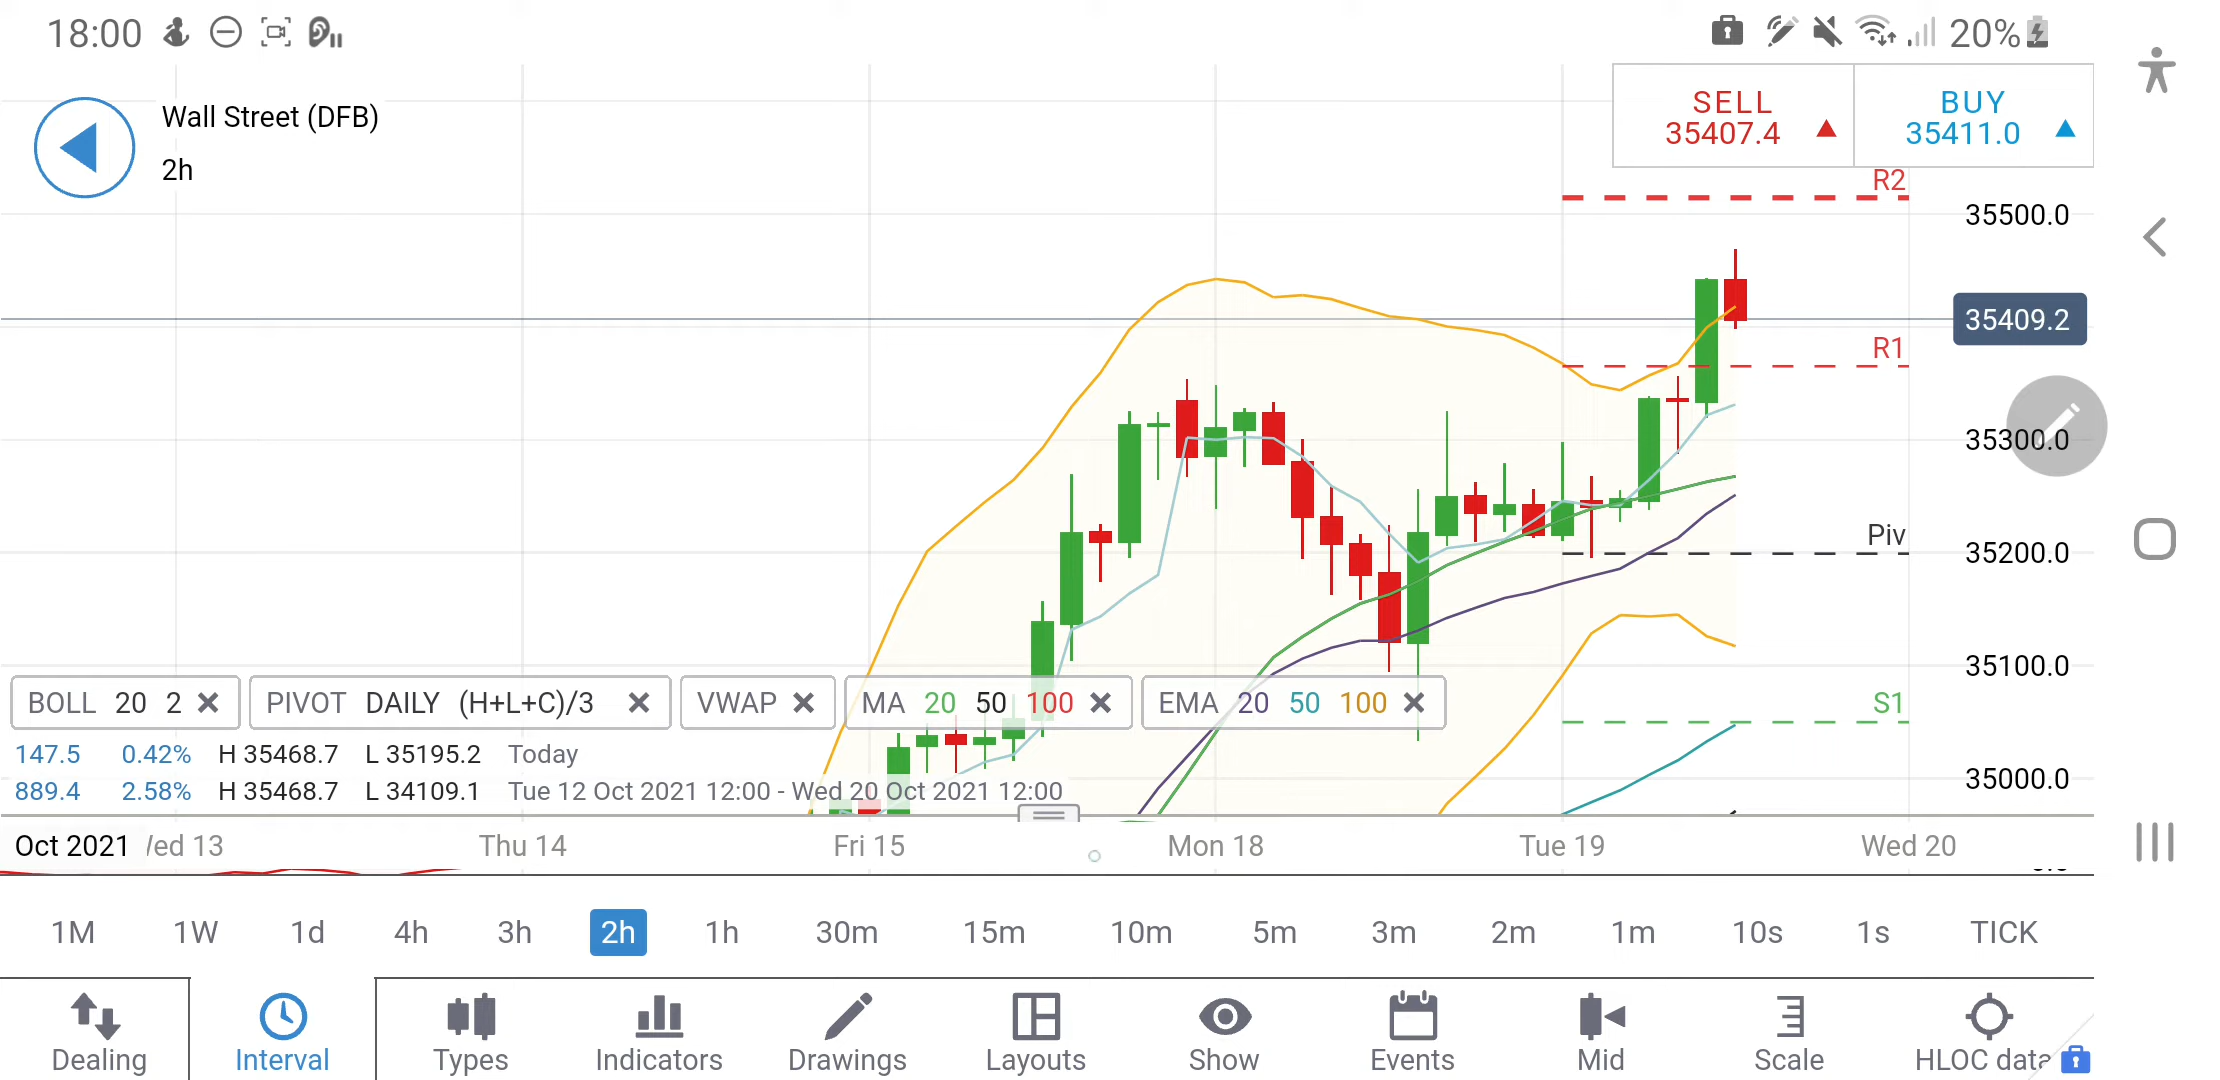 18:00
20%
Wall Street (DFB)
2h
SELL
35407.4
BUY
35411.0
R2
35500.0
35409.2
R1
35300.0
Piv
35200.0
35100.0
S1
35000.0
BOLL 20 2
PIVOT DAILY (H+L+C)/3
VWAP
MA 20 50 100
EMA 20 50 100
147.5 0.42% H 35468.7 L 35195.2 Today
889.4 2.58% H 35468.7 L 34109.1 Tue 12 Oct 2021 12:00 - Wed 20 Oct 2021 12:00
Oct 2021 Wed 13 Thu 14 Fri 15 Mon 18 Tue 19 Wed 20
1M 1W 1d 4h 3h 2h 1h 30m 15m 10m 5m 3m 2m 1m 10s 1s TICK
Dealing Interval Types Indicators Drawings Layouts Show Events Mid Scale HLOC data